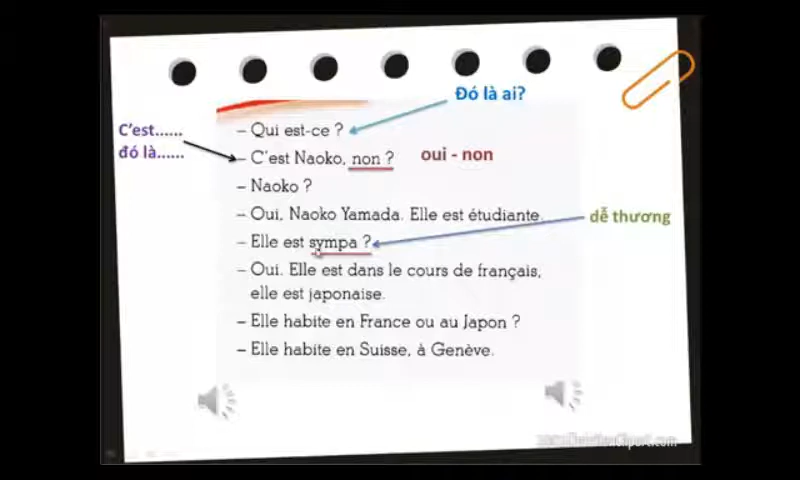 Đó là ai?
C'est......
đó là......
– Qui est-ce ?
– C'est Naoko, non ?
oui - non
– Naoko ?
– Oui, Naoko Yamada. Elle est étudiante.
dễ thương
– Elle est sympa ?
– Oui. Elle est dans le cours de français,
elle est japonaise.
– Elle habite en France ou au Japon ?
– Elle habite en Suisse, à Genève.